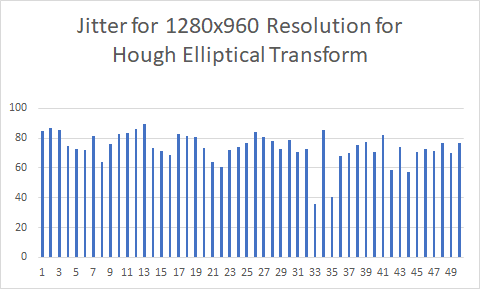 Jitter for 1280x960 Resolution for
Hough Elliptical Transform
100
80
60
40
20
0
1 3 5 7 9 11 13 15 17 19 21 23 25 27 29 31 33 35 37 39 41 43 45 47 49